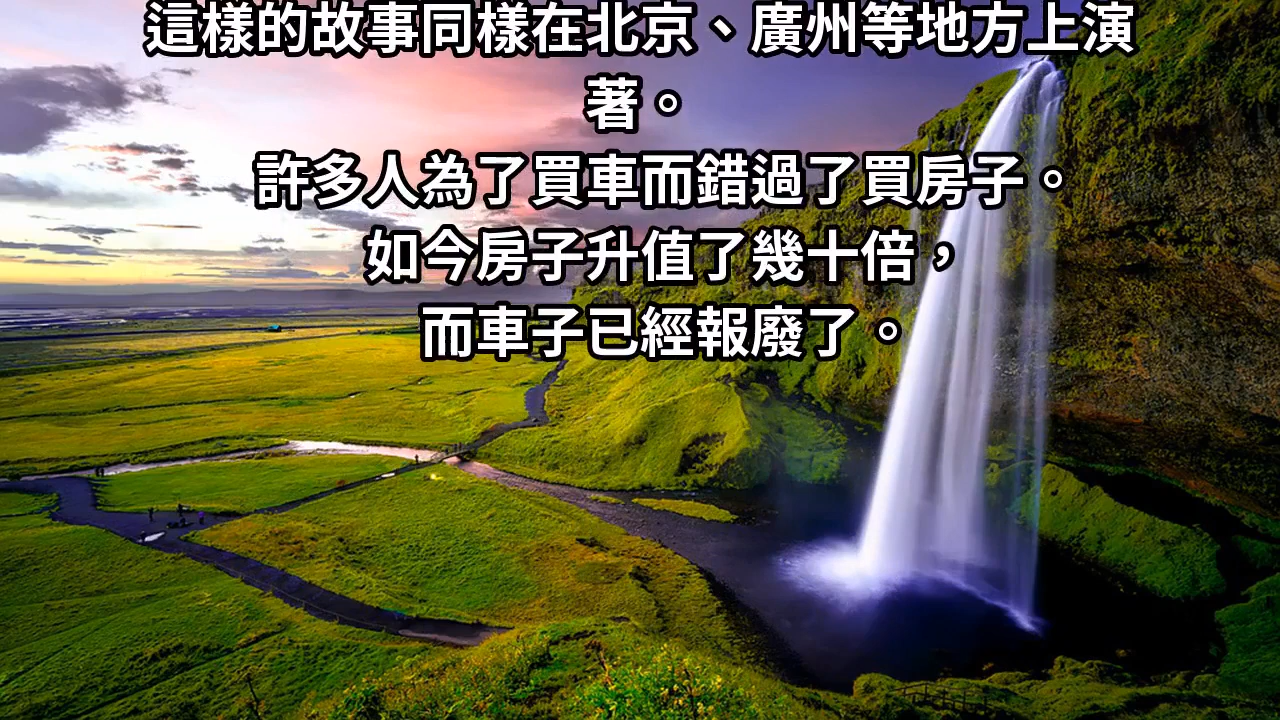 這樣的故事同樣在北京、廣州等地方上演
著。
許多人為了買車而錯過了買房子。
如今房子升值了幾十倍，
而車子已經報廢了。